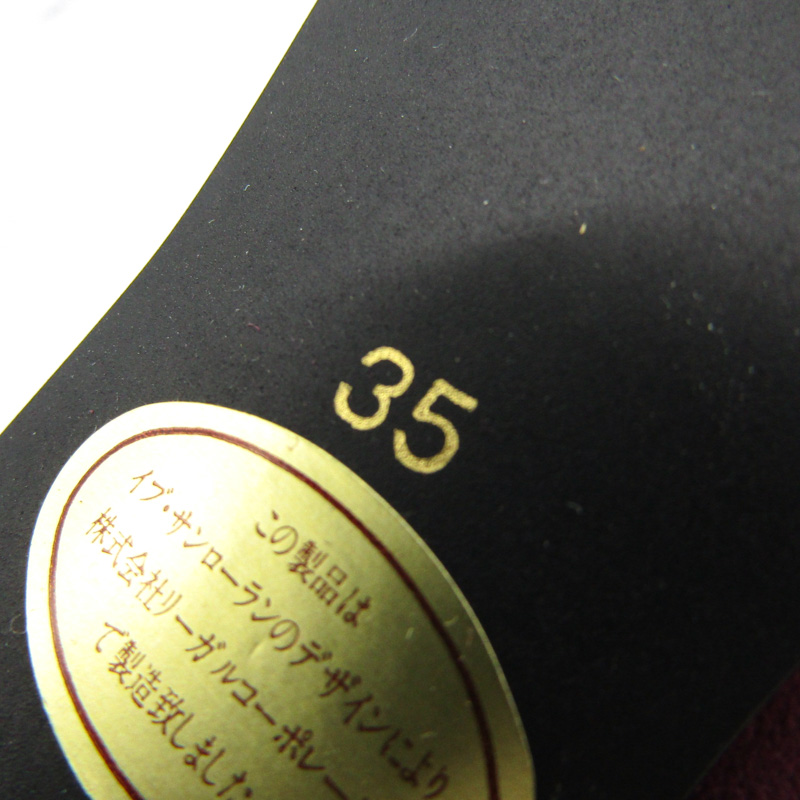 35
この製品は
イブ・サンローランのデザインにより
株式会社リーガルコーポレー
で製造致しました